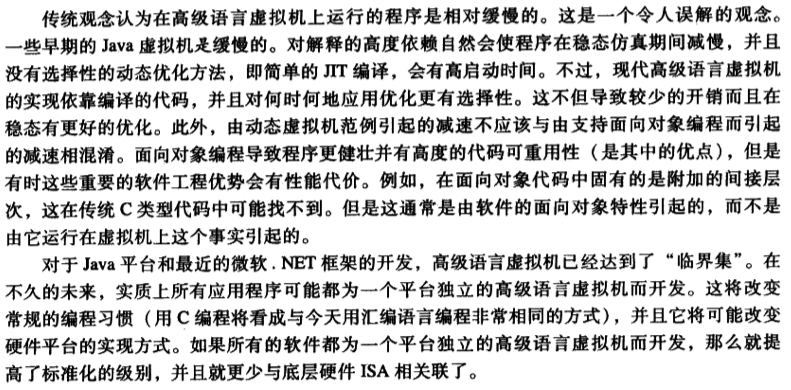 传统观念认为在高级语言虚拟机上运行的程序是相对缓慢的。这是一个令人误解的观念。
一些早期的 Java 虚拟机是缓慢的。对解释的高度依赖自然会使程序在稳态仿真期间减慢，并且
没有选择性的动态优化方法，即简单的 JIT 编译，会有高启动时间。不过，现代高级语言虚拟机
的实现依靠编译的代码，并且对何时何地应用优化更有选择性。这不但导致较少的开销而且在
稳态有更好的优化。此外，由动态虚拟机范例引起的减速不应该与由支持面向对象编程而引起
的减速相混淆。面向对象编程导致程序更健壮并有高度的代码可重用性（是其中的优点），但是
有时这些重要的软件工程优势会有性能代价。例如，在面向对象代码中固有的是附加的间接层
次，这在传统 C 类型代码中可能找不到。但是这通常是由软件的面向对象特性引起的，而不是
由它运行在虚拟机上这个事实引起的。
对于 Java 平台和最近的微软 . NET 框架的开发，高级语言虚拟机已经达到了“临界集”。在
不久的未来，实质上所有应用程序可能都为一个平台独立的高级语言虚拟机而开发。这将改变
常规的编程习惯（用 C 编程将看成与今天用汇编语言编程非常相同的方式），并且它将可能改变
硬件平台的实现方式。如果所有的软件都为一个平台独立的高级语言虚拟机而开发，那么就提
高了标准化的级别，并且就更少与底层硬件 ISA 相关联了。